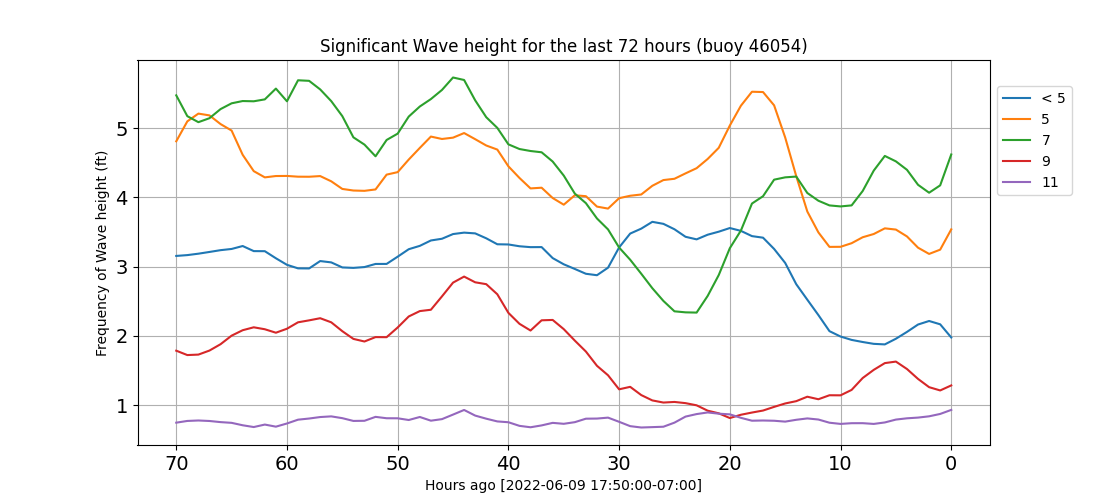 Significant Wave height for the last 72 hours (buoy 46054)
Frequency of Wave height (ft)
5
4
3
2
1
70 60 50 40 30 20 10 0
Hours ago [2022-06-09 17:50:00-07:00]
< 5
5
7
9
11